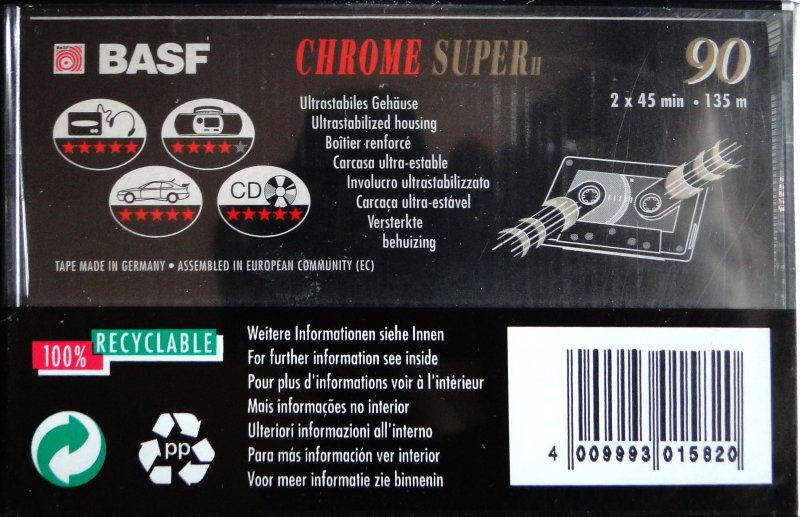 BASF
CHROME SUPER II
90
2 x 45 min • 135 m
CD
Ultrastabiles Gehäuse
Ultrastabilized housing
Boîtier renforcé
Carcasa ultra-estable
Involucro ultrastabilizzato
Carcaça ultra-estável
Versterkte
behuizing
TAPE MADE IN GERMANY • ASSEMBLED IN EUROPEAN COMMUNITY (EC)
100% RECYCLABLE
pp
Weitere Informationen siehe Innen
For further information see inside
Pour plus d'informations voir à l'intérieur
Mais informações no interior
Ulteriori informazioni all'interno
Para más información ver interior
Voor meer informatie zie binnenin
4 009993 015820